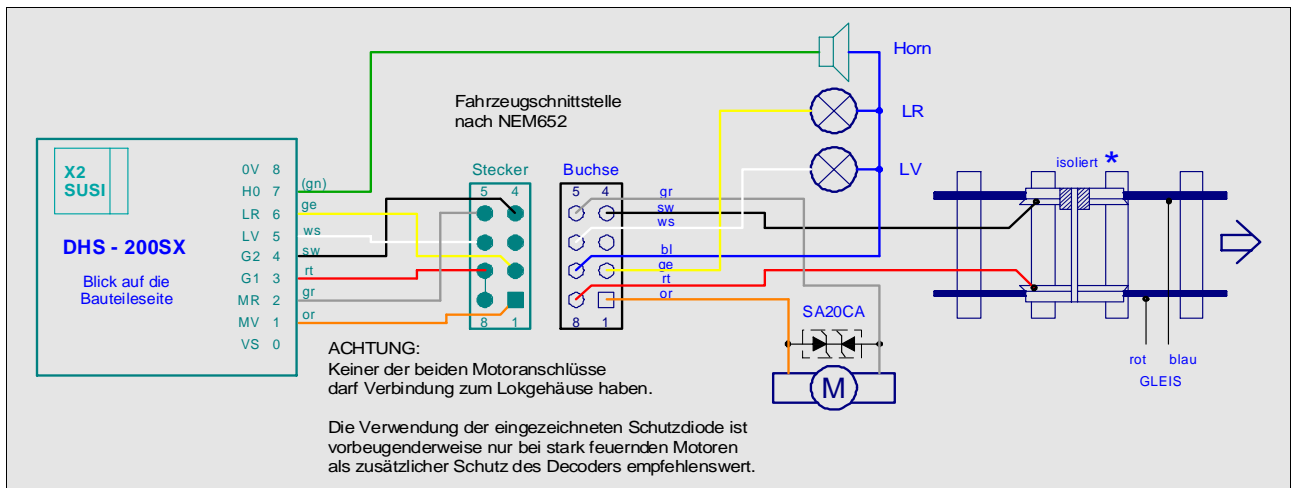 Horn
Fahrzeugschnittstelle
nach NEM652
LR
LV
X2
SUSI
DHS - 200SX
Blick auf die
Bauteileseite
0V 8
H0 7
LR 6
LV 5
G2 4
G1 3
MR 2
MV 1
VS 0
(gn)
ge
ws
sw
rt
gr
or
Stecker
5 4
8 1
Buchse
5 4
8 1
gr
sw
ws
bl
ge
rt
or
isoliert *
SA20CA
M
rot blau
GLEIS
ACHTUNG:
Keiner der beiden Motoranschlüsse
darf Verbindung zum Lokgehäuse haben.
Die Verwendung der eingezeichneten Schutzdiode ist
vorbeugenderweise nur bei stark feuernden Motoren
als zusätzlicher Schutz des Decoders empfehlenswert.